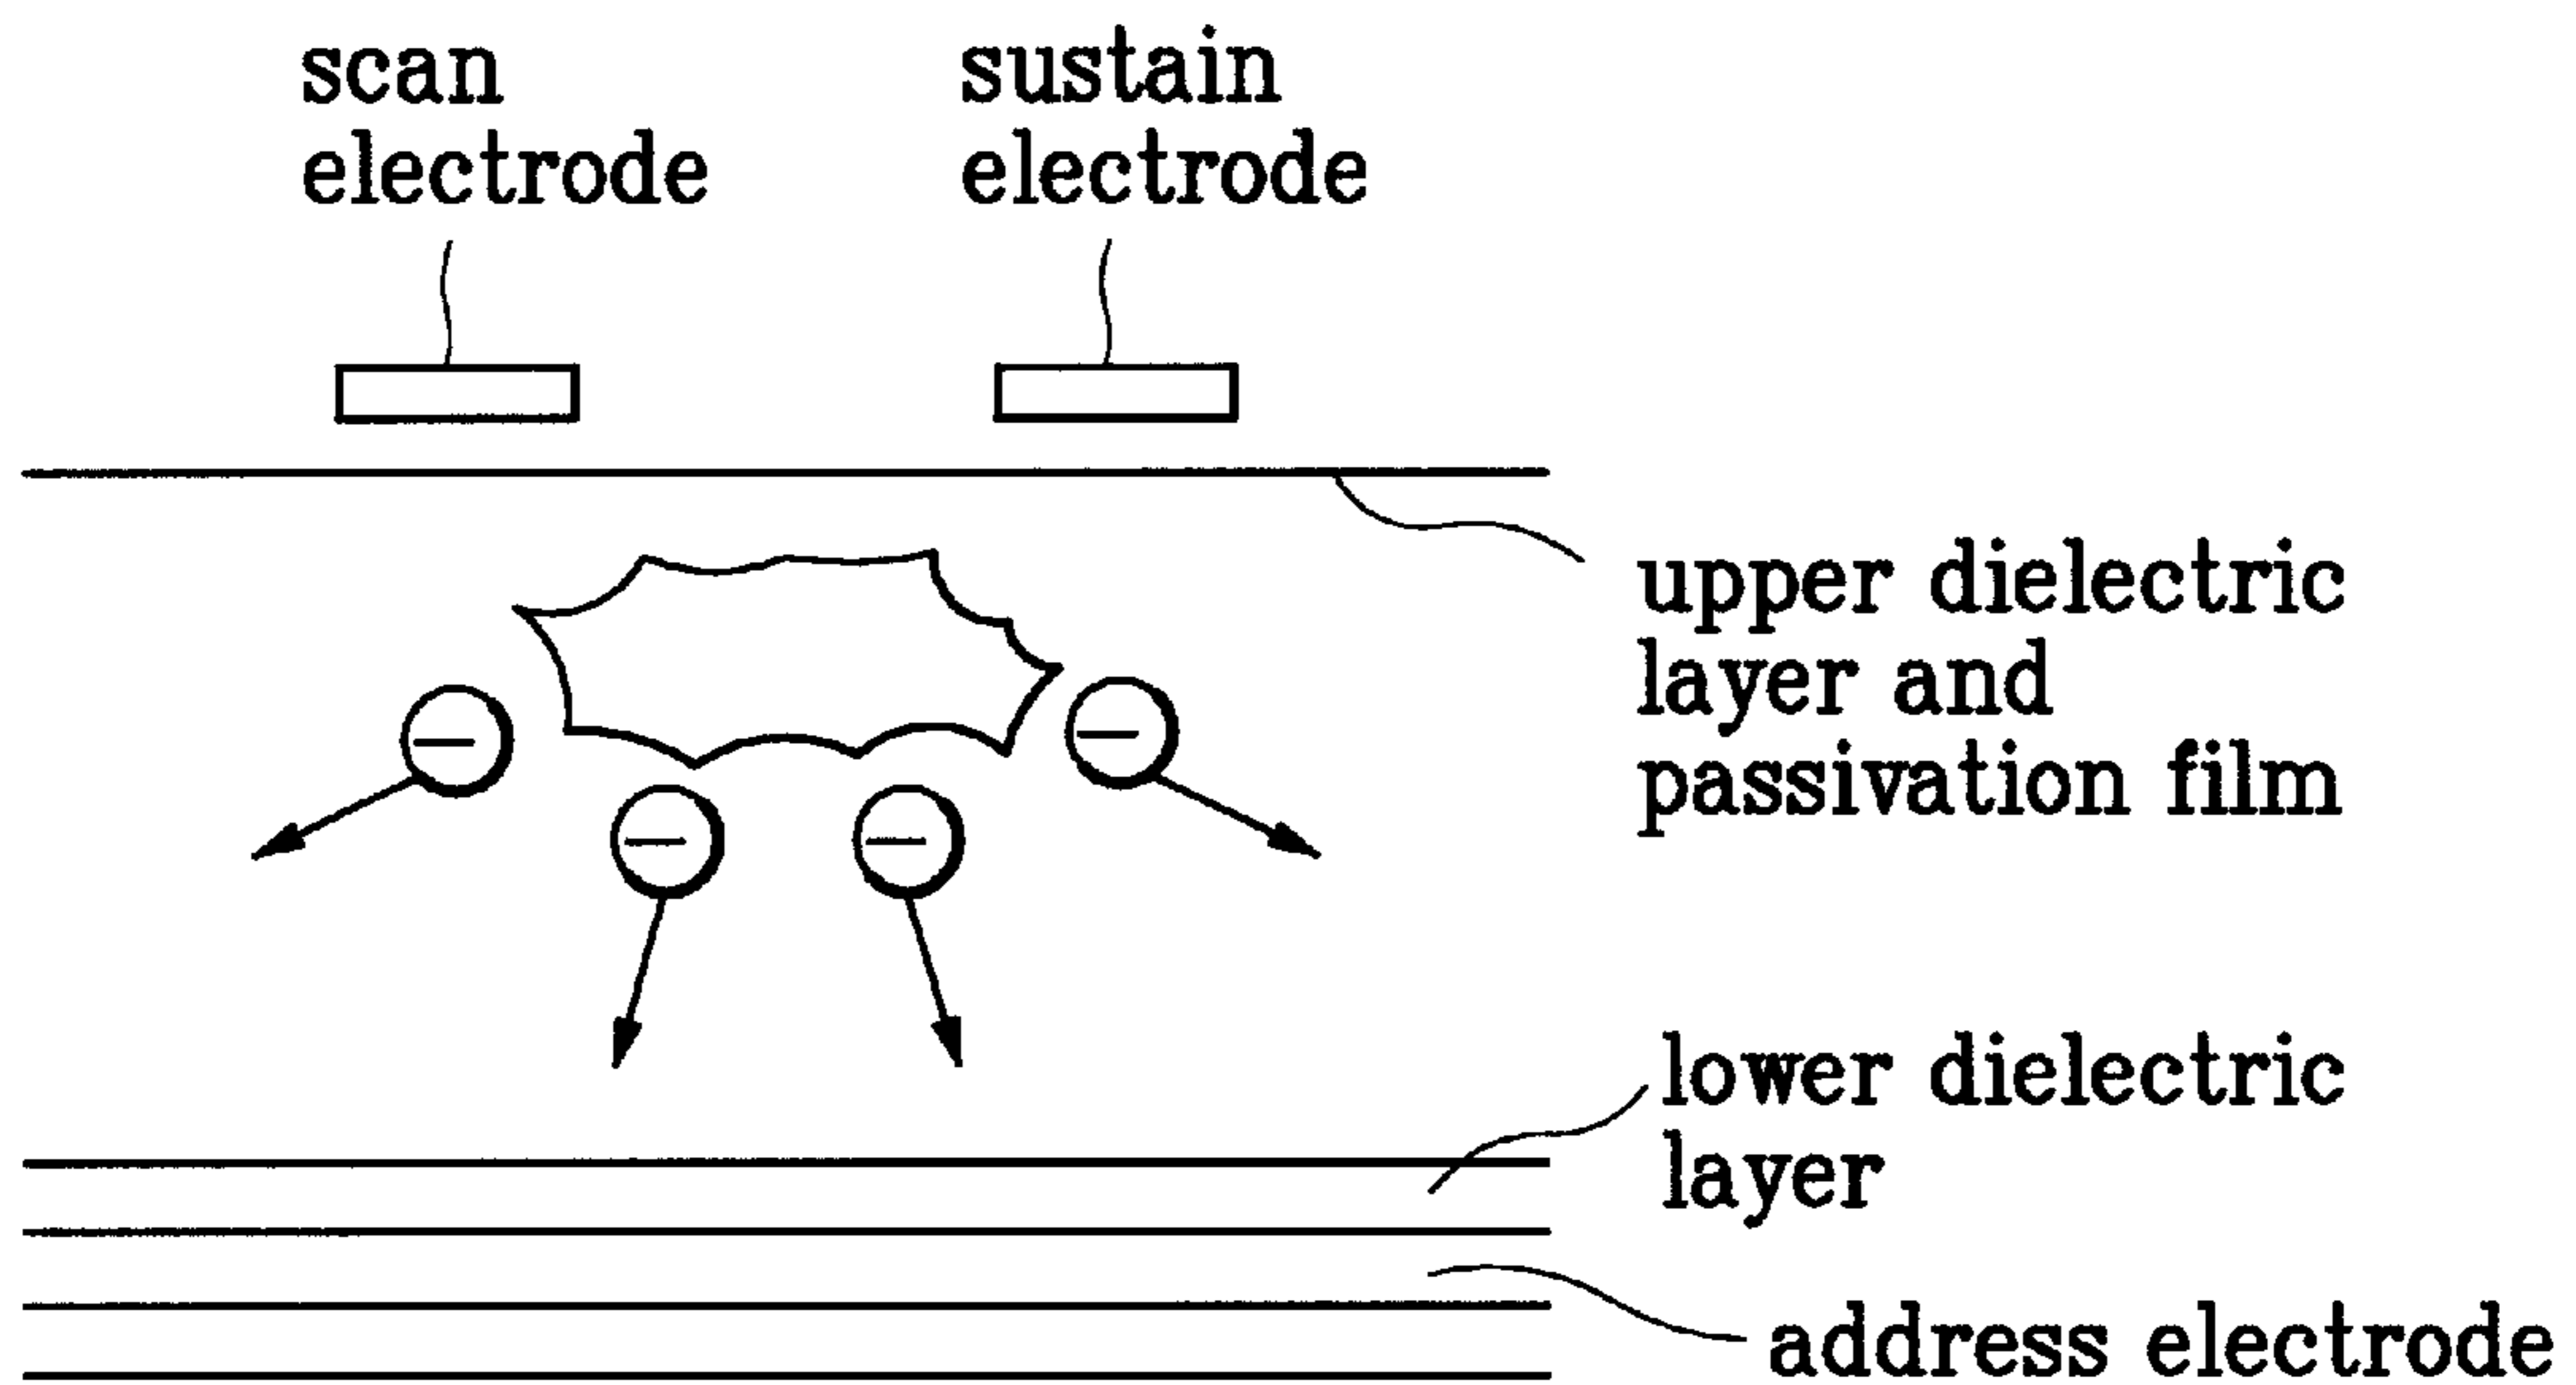 scan
electrode
sustain
electrode
upper dielectric
layer and
passivation film
lower dielectric
layer
address electrode